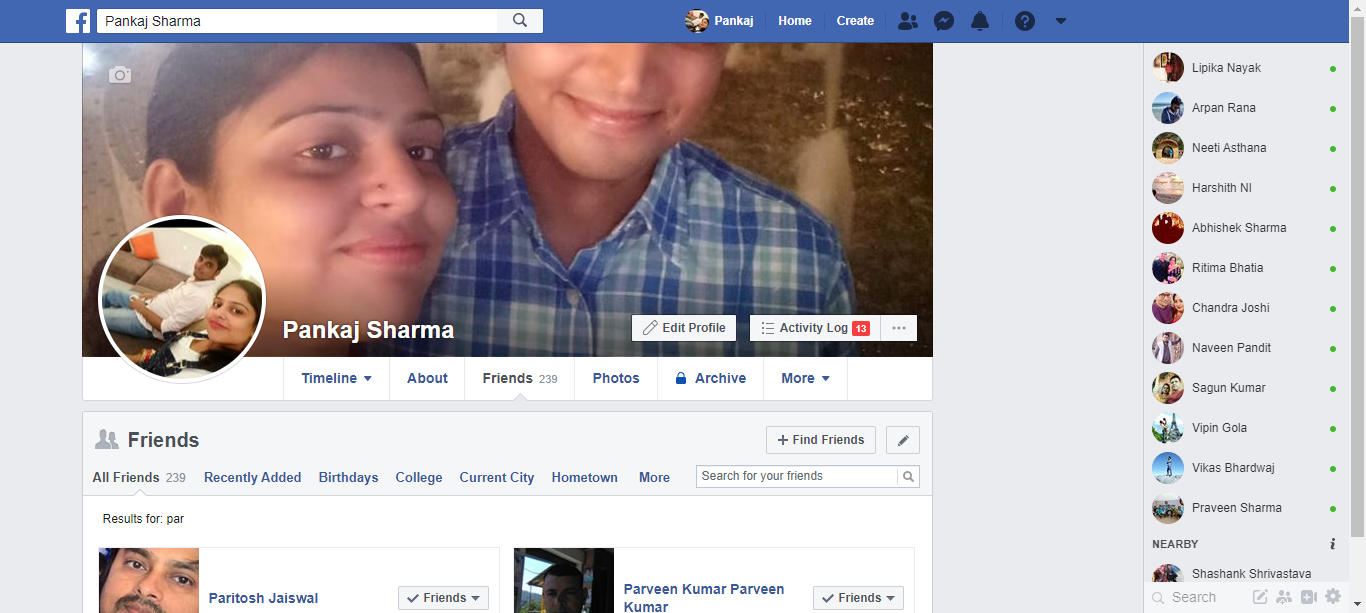 f Pankaj Sharma Pankaj Home Create
Pankaj Sharma Edit Profile Activity Log 13
Timeline About Friends 239 Photos Archive More
Friends + Find Friends
All Friends 239 Recently Added Birthdays College Current City Hometown More Search for your friends
Results for: par
Paritosh Jaiswal Friends
Parveen Kumar Parveen
Kumar Friends
Lipika Nayak
Arpan Rana
Neeti Asthana
Harshith Nl
Abhishek Sharma
Ritima Bhatia
Chandra Joshi
Naveen Pandit
Sagun Kumar
Vipin Gola
Vikas Bhardwaj
Praveen Sharma
NEARBY
Shashank Shrivastava
Search